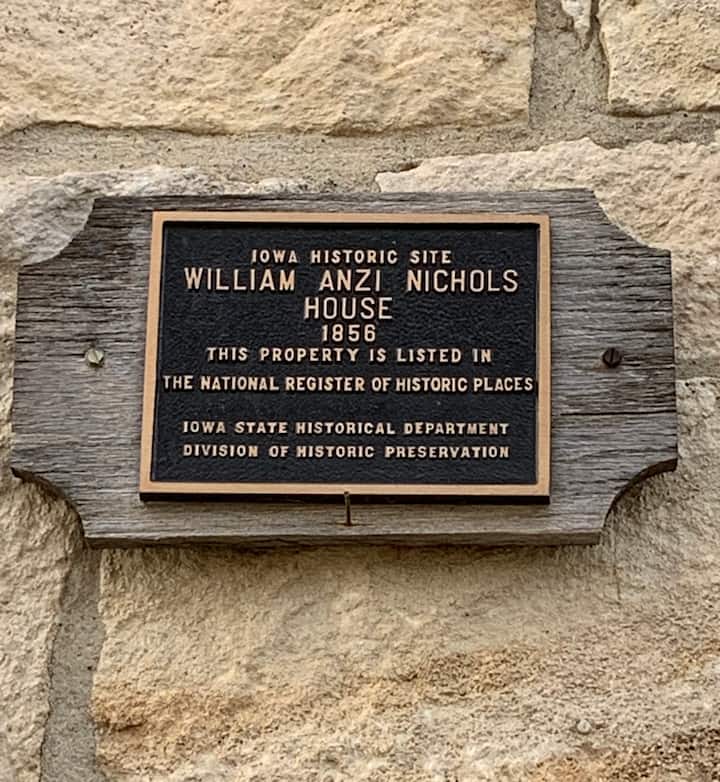 IOWA HISTORIC SITE
WILLIAM ANZI NICHOLS
HOUSE
1856
THIS PROPERTY IS LISTED IN
THE NATIONAL REGISTER OF HISTORIC PLACES
IOWA STATE HISTORICAL DEPARTMENT
DIVISION OF HISTORIC PRESERVATION